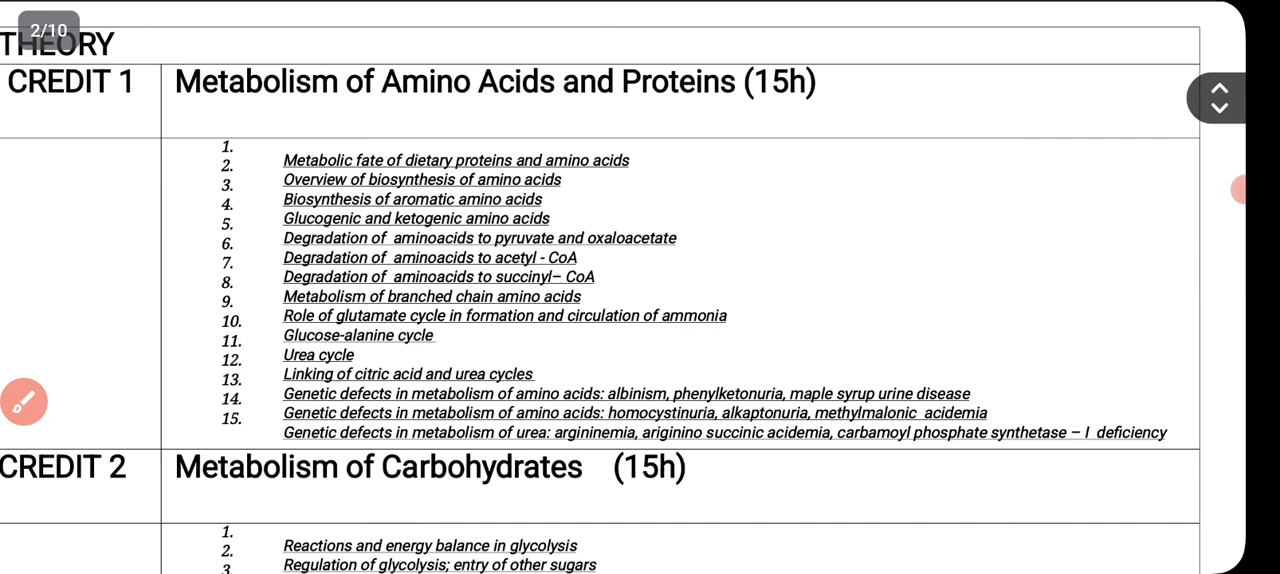 2/10
THEORY
CREDIT 1 Metabolism of Amino Acids and Proteins (15h)
1.
2. Metabolic fate of dietary proteins and amino acids
3. Overview of biosynthesis of amino acids
4. Biosynthesis of aromatic amino acids
5. Glucogenic and ketogenic amino acids
6. Degradation of aminoacids to pyruvate and oxaloacetate
7. Degradation of aminoacids to acetyl - CoA
8. Degradation of aminoacids to succinyl– CoA
9. Metabolism of branched chain amino acids
10. Role of glutamate cycle in formation and circulation of ammonia
11. Glucose-alanine cycle
12. Urea cycle
13. Linking of citric acid and urea cycles
14. Genetic defects in metabolism of amino acids: albinism, phenylketonuria, maple syrup urine disease
15. Genetic defects in metabolism of amino acids: homocystinuria, alkaptonuria, methylmalonic acidemia
Genetic defects in metabolism of urea: argininemia, ariginino succinic acidemia, carbamoyl phosphate synthetase – I deficiency
CREDIT 2 Metabolism of Carbohydrates (15h)
1.
2. Reactions and energy balance in glycolysis
3. Regulation of glycolysis; entry of other sugars